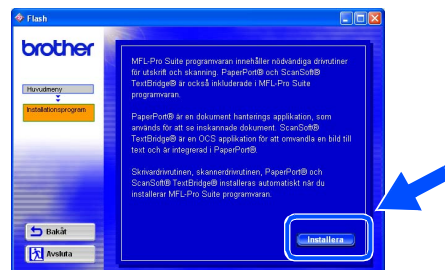 Flash
brother
Huvudmeny
Installationsprogram
MFL-Pro Suite programvaran innehåller nödvändiga drivrutiner
för utskrift och skanning. PaperPort® och ScanSoft®
TextBridge® är också inkluderade i MFL-Pro Suite
programvaran.
PaperPort® är en dokument hanterings applikation, som
används för att se inskannade dokument. ScanSoft®
TextBridge® är en OCS applikation för att omvandla en bild till
text och är integrerad i PaperPort®.
Skrivardrivrutinen, skannerdrivrutinen, PaperPort® och
ScanSoft® TextBridge® installeras automatiskt när du
installerar MFL-Pro Suite programvaran.
Installera...
Bakåt
Avsluta